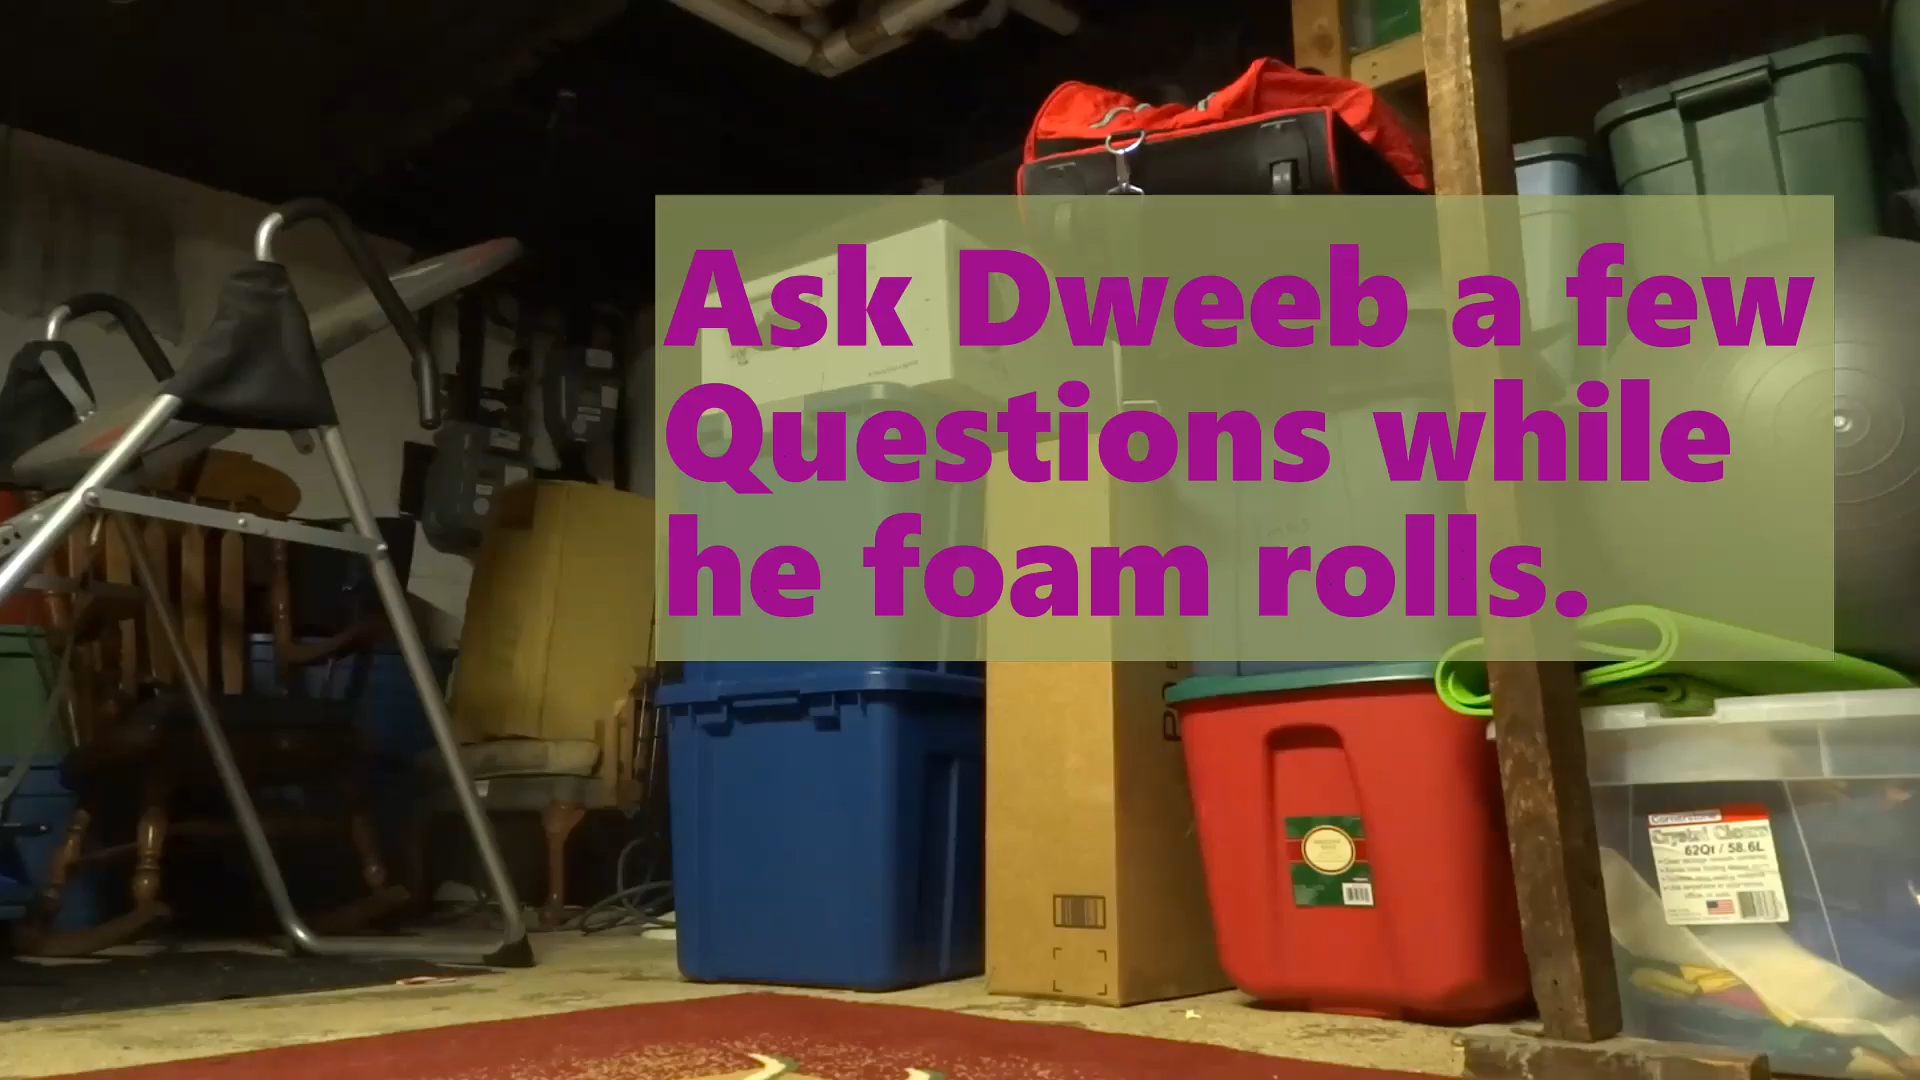 Ask Dweeb a few
Questions while
he foam rolls.
62Qt / 58.6L